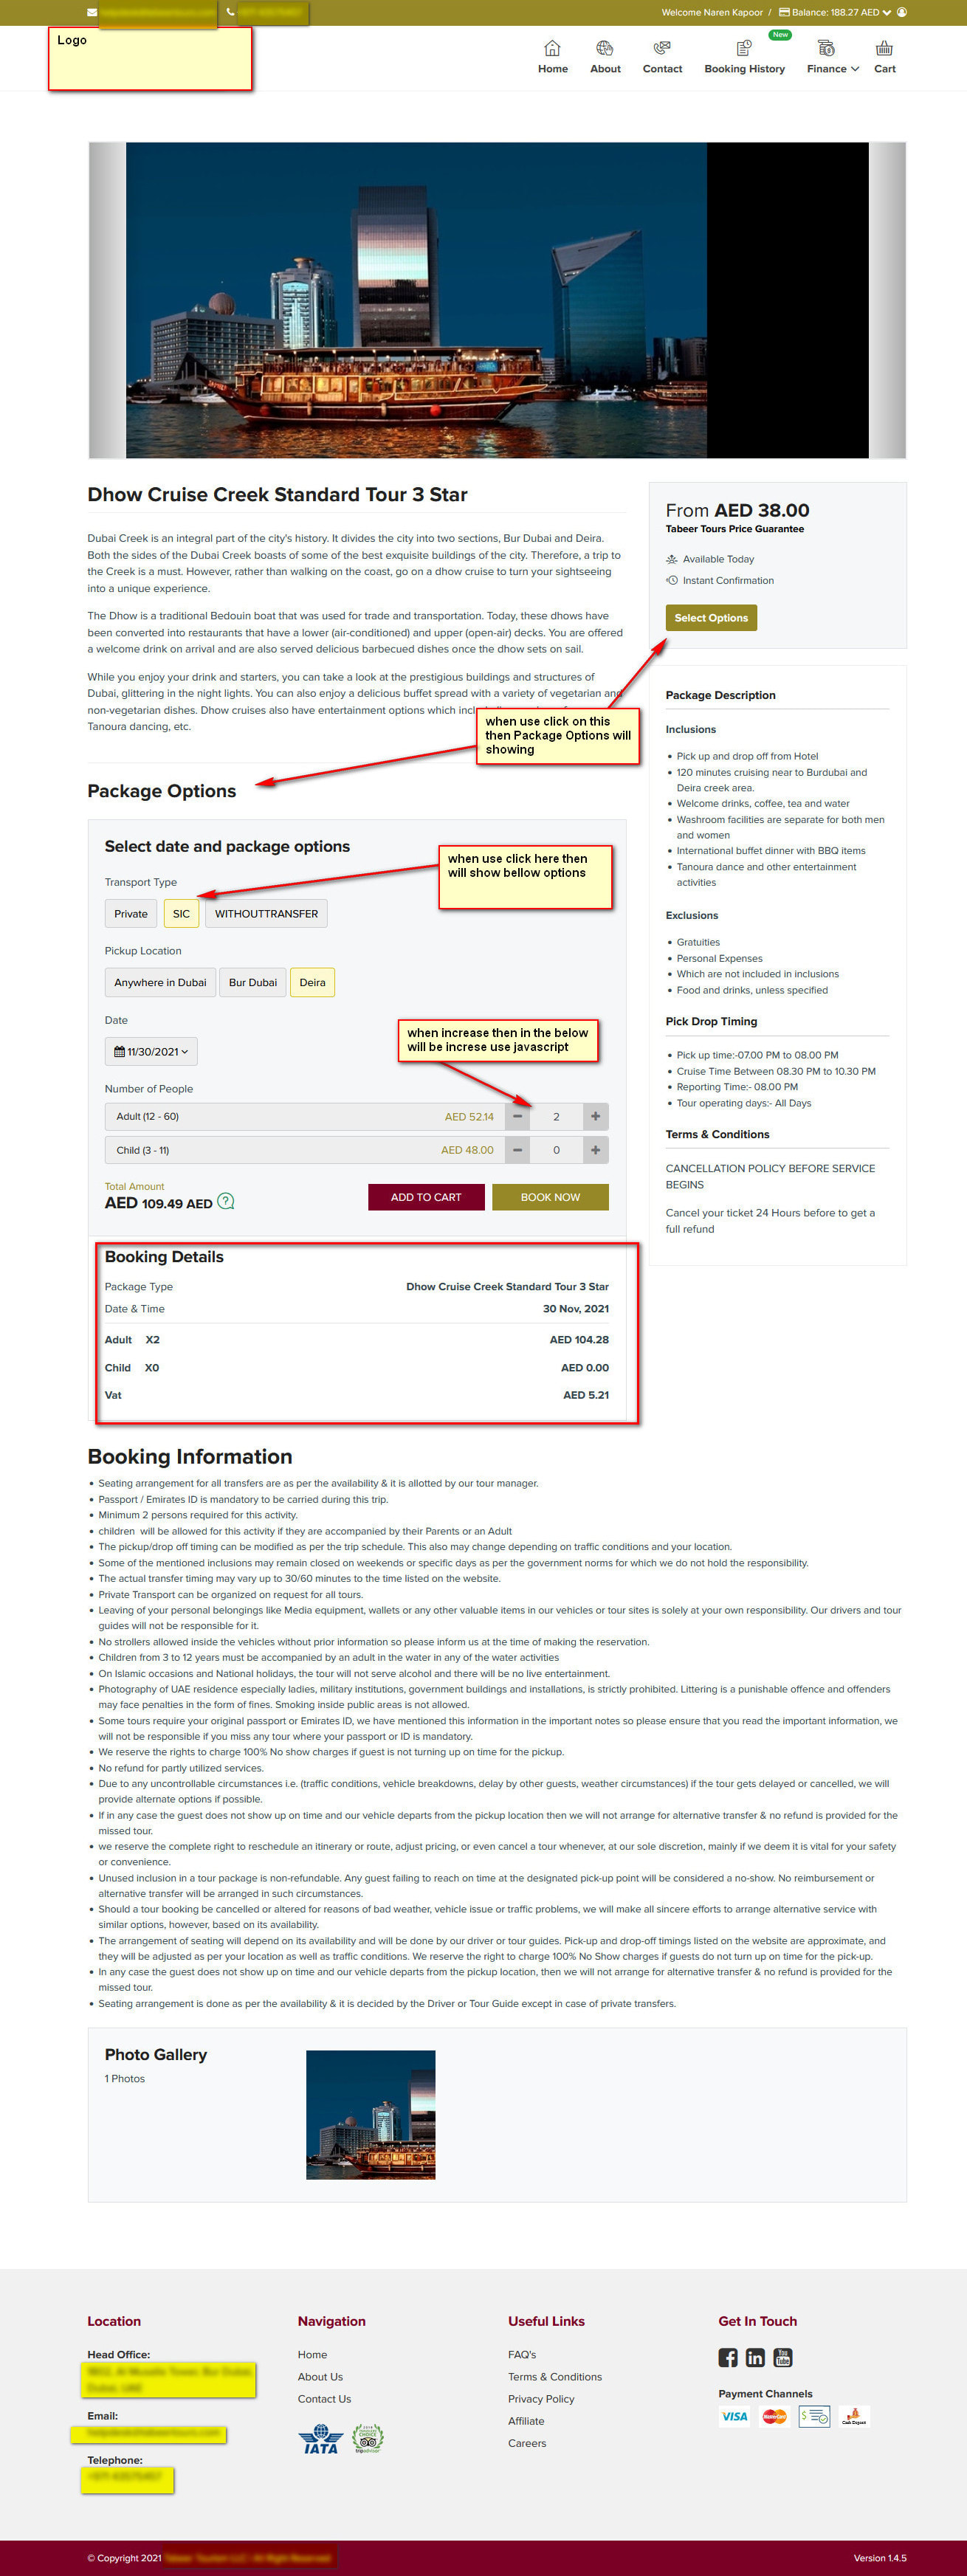 Welcome Naren Kapoor / Balance: 188.27 AED
Logo
New
Home
About
Contact
Booking History
Finance
Cart
Dhow Cruise Creek Standard Tour 3 Star
Dubai Creek is an integral part of the city's history. It divides the city into two sections, Bur Dubai and Deira.
Both the sides of the Dubai Creek boasts of some of the best exquisite buildings of the city. Therefore, a trip to
the Creek is a must. However, rather than walking on the coast, go on a dhow cruise to turn your sightseeing
into a unique experience.
The Dhow is a traditional Bedouin boat that was used for trade and transportation. Today, these dhows have
been converted into restaurants that have a lower (air-conditioned) and upper (open-air) decks. You are offered
a welcome drink on arrival and are also served delicious barbecued dishes once the dhow sets on sail.
While you enjoy your drink and starters, you can take a look at the prestigious buildings and structures of
Dubai, glittering in the night lights. You can also enjoy a delicious buffet spread with a variety of vegetarian and
non-vegetarian dishes. Dhow cruises also have entertainment options which
Tanoura dancing, etc.
when use click on this
then Package Options will
showing
Package Options
Select date and package options
when use click here then
will show bellow options
Transport Type
Private
SIC
WITHOUTTRANSFER
Pickup Location
Anywhere in Dubai
Bur Dubai
Deira
Date
11/30/2021
when increase then in the below
will be increse use javascript
Number of People
Adult (12 - 60) AED 52.14 − 2 +
Child (3 - 11) AED 48.00 − 0 +
Total Amount
AED 109.49 AED ?
ADD TO CART
BOOK NOW
Booking Details
Package Type Dhow Cruise Creek Standard Tour 3 Star
Date & Time 30 Nov, 2021
Adult X2 AED 104.28
Child X0 AED 0.00
Vat AED 5.21
From AED 38.00
Tabeer Tours Price Guarantee
Available Today
Instant Confirmation
Select Options
Package Description
Inclusions
• Pick up and drop off from Hotel
• 120 minutes cruising near to Burdubai and
Deira creek area.
• Welcome drinks, coffee, tea and water
• Washroom facilities are separate for both men
and women
• International buffet dinner with BBQ items
• Tanoura dance and other entertainment
activities
Exclusions
• Gratuities
• Personal Expenses
• Which are not included in inclusions
• Food and drinks, unless specified
Pick Drop Timing
• Pick up time:-07.00 PM to 08.00 PM
• Cruise Time Between 08.30 PM to 10.30 PM
• Reporting Time:- 08.00 PM
• Tour operating days:- All Days
Terms & Conditions
CANCELLATION POLICY BEFORE SERVICE
BEGINS
Cancel your ticket 24 Hours before to get a
full refund
Booking Information
• Seating arrangement for all transfers are as per the availability & it is allotted by our tour manager.
• Passport / Emirates ID is mandatory to be carried during this trip.
• Minimum 2 persons required for this activity.
• children will be allowed for this activity if they are accompanied by their Parents or an Adult
• The pickup/drop off timing can be modified as per the trip schedule. This also may change depending on traffic conditions and your location.
• Some of the mentioned inclusions may remain closed on weekends or specific days as per the government norms for which we do not hold the responsibility.
• The actual transfer timing may vary up to 30/60 minutes to the time listed on the website.
• Private Transport can be organized on request for all tours.
• Leaving of your personal belongings like Media equipment, wallets or any other valuable items in our vehicles or tour sites is solely at your own responsibility. Our drivers and tour
guides will not be responsible for it.
• No strollers allowed inside the vehicles without prior information so please inform us at the time of making the reservation.
• Children from 3 to 12 years must be accompanied by an adult in the water in any of the water activities
• On Islamic occasions and National holidays, the tour will not serve alcohol and there will be no live entertainment.
• Photography of UAE residence especially ladies, military institutions, government buildings and installations, is strictly prohibited. Littering is a punishable offence and offenders
may face penalties in the form of fines. Smoking inside public areas is not allowed.
• Some tours require your original passport or Emirates ID, we have mentioned this information in the important notes so please ensure that you read the important information, we
will not be responsible if you miss any tour where your passport or ID is mandatory.
• We reserve the rights to charge 100% No show charges if guest is not turning up on time for the pickup.
• No refund for partly utilized services.
• Due to any uncontrollable circumstances i.e. (traffic conditions, vehicle breakdowns, delay by other guests, weather circumstances) if the tour gets delayed or cancelled, we will
provide alternate options if possible.
• If in any case the guest does not show up on time and our vehicle departs from the pickup location then we will not arrange for alternative transfer & no refund is provided for the
missed tour.
• we reserve the complete right to reschedule an itinerary or route, adjust pricing, or even cancel a tour whenever, at our sole discretion, mainly if we deem it is vital for your safety
or convenience.
• Unused inclusion in a tour package is non-refundable. Any guest failing to reach on time at the designated pick-up point will be considered a no-show. No reimbursement or
alternative transfer will be arranged in such circumstances.
• Should a tour booking be cancelled or altered for reasons of bad weather, vehicle issue or traffic problems, we will make all sincere efforts to arrange alternative service with
similar options, however, based on its availability.
• The arrangement of seating will depend on its availability and will be done by our driver or tour guides. Pick-up and drop-off timings listed on the website are approximate, and
they will be adjusted as per your location as well as traffic conditions. We reserve the right to charge 100% No Show charges if guests do not turn up on time for the pick-up.
• In any case the guest does not show up on time and our vehicle departs from the pickup location, then we will not arrange for alternative transfer & no refund is provided for the
missed tour.
• Seating arrangement is done as per the availability & it is decided by the Driver or Tour Guide except in case of private transfers.
Photo Gallery
1 Photos
Location
Head Office:
Email:
Telephone:
Navigation
Home
About Us
Contact Us
IATA
Useful Links
FAQ's
Terms & Conditions
Privacy Policy
Affiliate
Careers
Get In Touch
You
Tube
Payment Channels
VISA
MasterCard
Cash Deposit
© Copyright 2021
Version 1.4.5